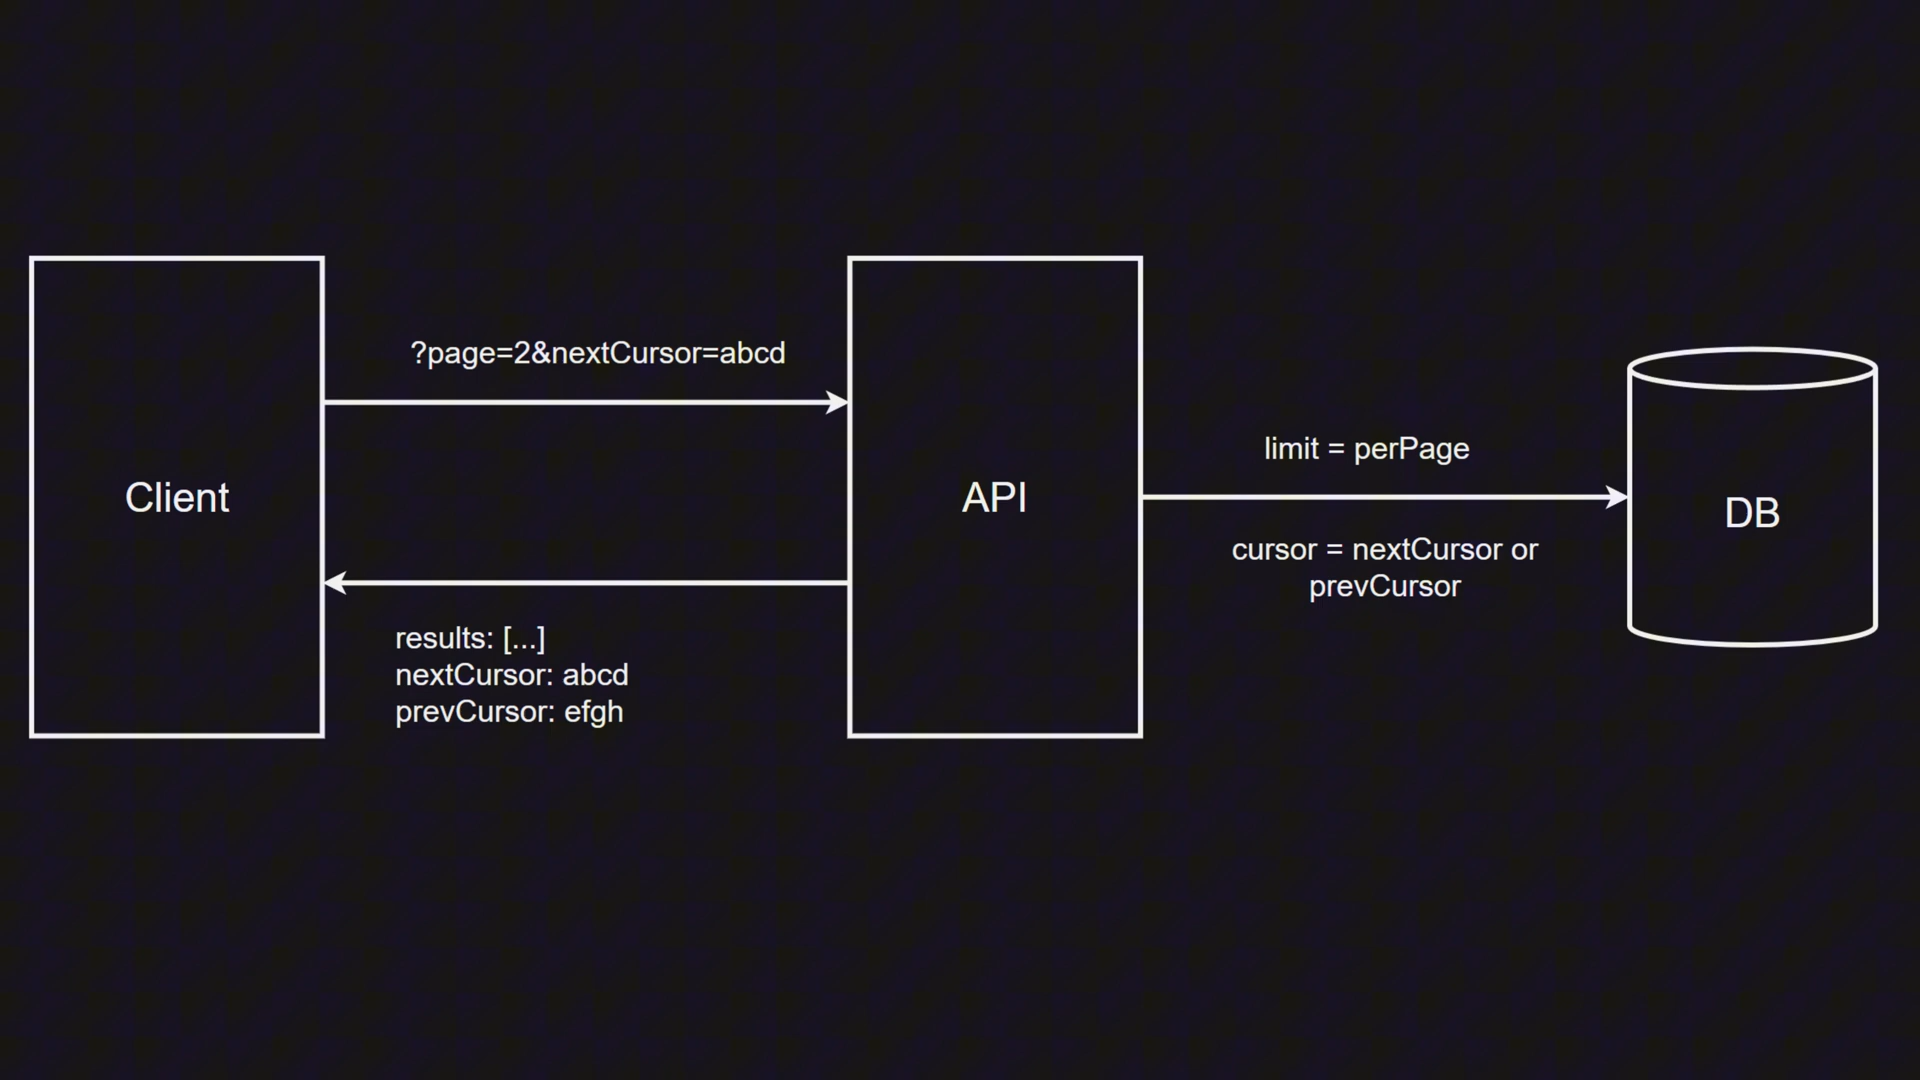 Client
?page=2&nextCursor=abcd
results: [...]
nextCursor: abcd
prevCursor: efgh
API
limit = perPage
cursor = nextCursor or
prevCursor
DB